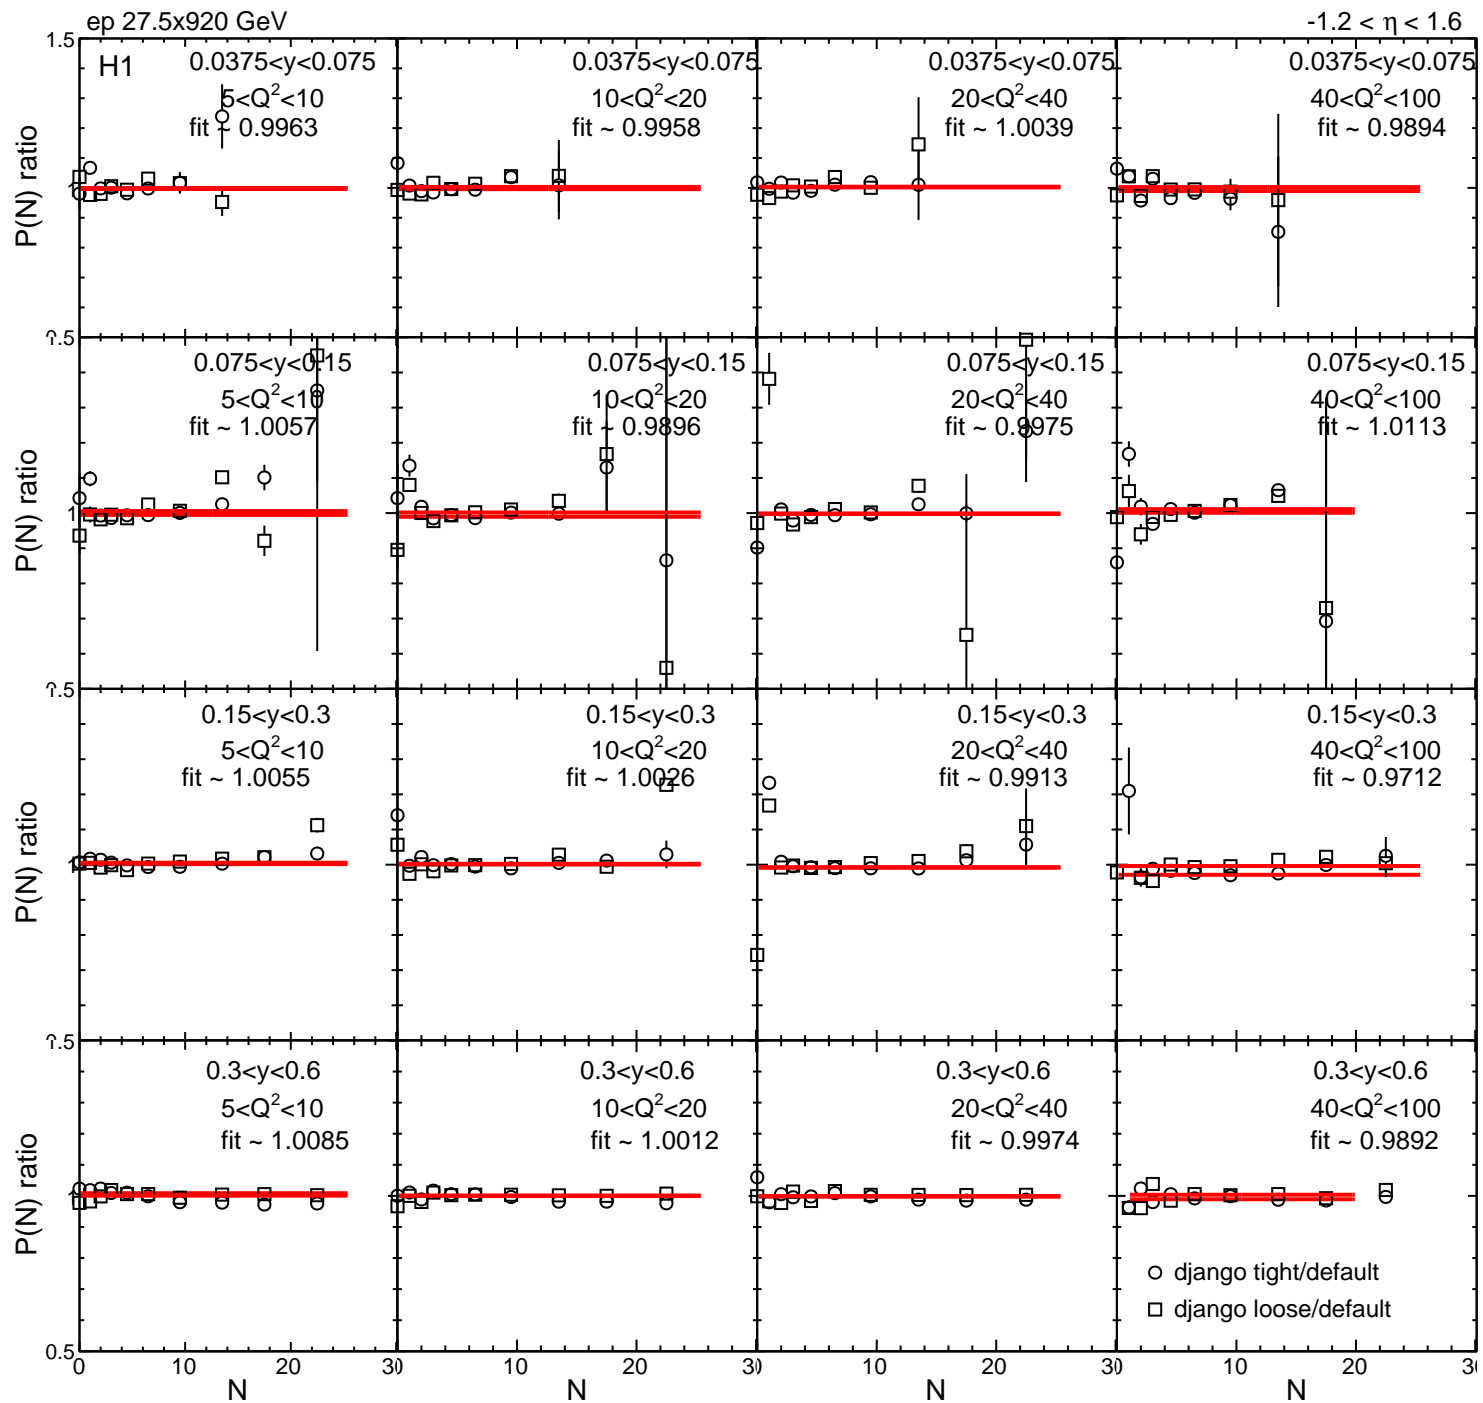 ep 27.5x920 GeV
-1.2 < η < 1.6
1.5
H1
0.0375<y<0.075
5<Q²<10
fit ~ 0.9963
0.0375<y<0.075
10<Q²<20
fit ~ 0.9958
0.0375<y<0.075
20<Q²<40
fit ~ 1.0039
0.0375<y<0.075
40<Q²<100
fit ~ 0.9894
P(N) ratio
1
0.075<y<0.15
5<Q²<10
fit ~ 1.0057
0.075<y<0.15
10<Q²<20
fit ~ 0.9896
0.075<y<0.15
20<Q²<40
fit ~ 0.9975
0.075<y<0.15
40<Q²<100
fit ~ 1.0113
P(N) ratio
1
0.15<y<0.3
5<Q²<10
fit ~ 1.0055
0.15<y<0.3
10<Q²<20
fit ~ 1.0026
0.15<y<0.3
20<Q²<40
fit ~ 0.9913
0.15<y<0.3
40<Q²<100
fit ~ 0.9712
P(N) ratio
1
0.3<y<0.6
5<Q²<10
fit ~ 1.0085
0.3<y<0.6
10<Q²<20
fit ~ 1.0012
0.3<y<0.6
20<Q²<40
fit ~ 0.9974
0.3<y<0.6
40<Q²<100
fit ~ 0.9892
P(N) ratio
1
django tight/default
django loose/default
0.5
0 10 20
10 20
10 20
10 20
N N N N